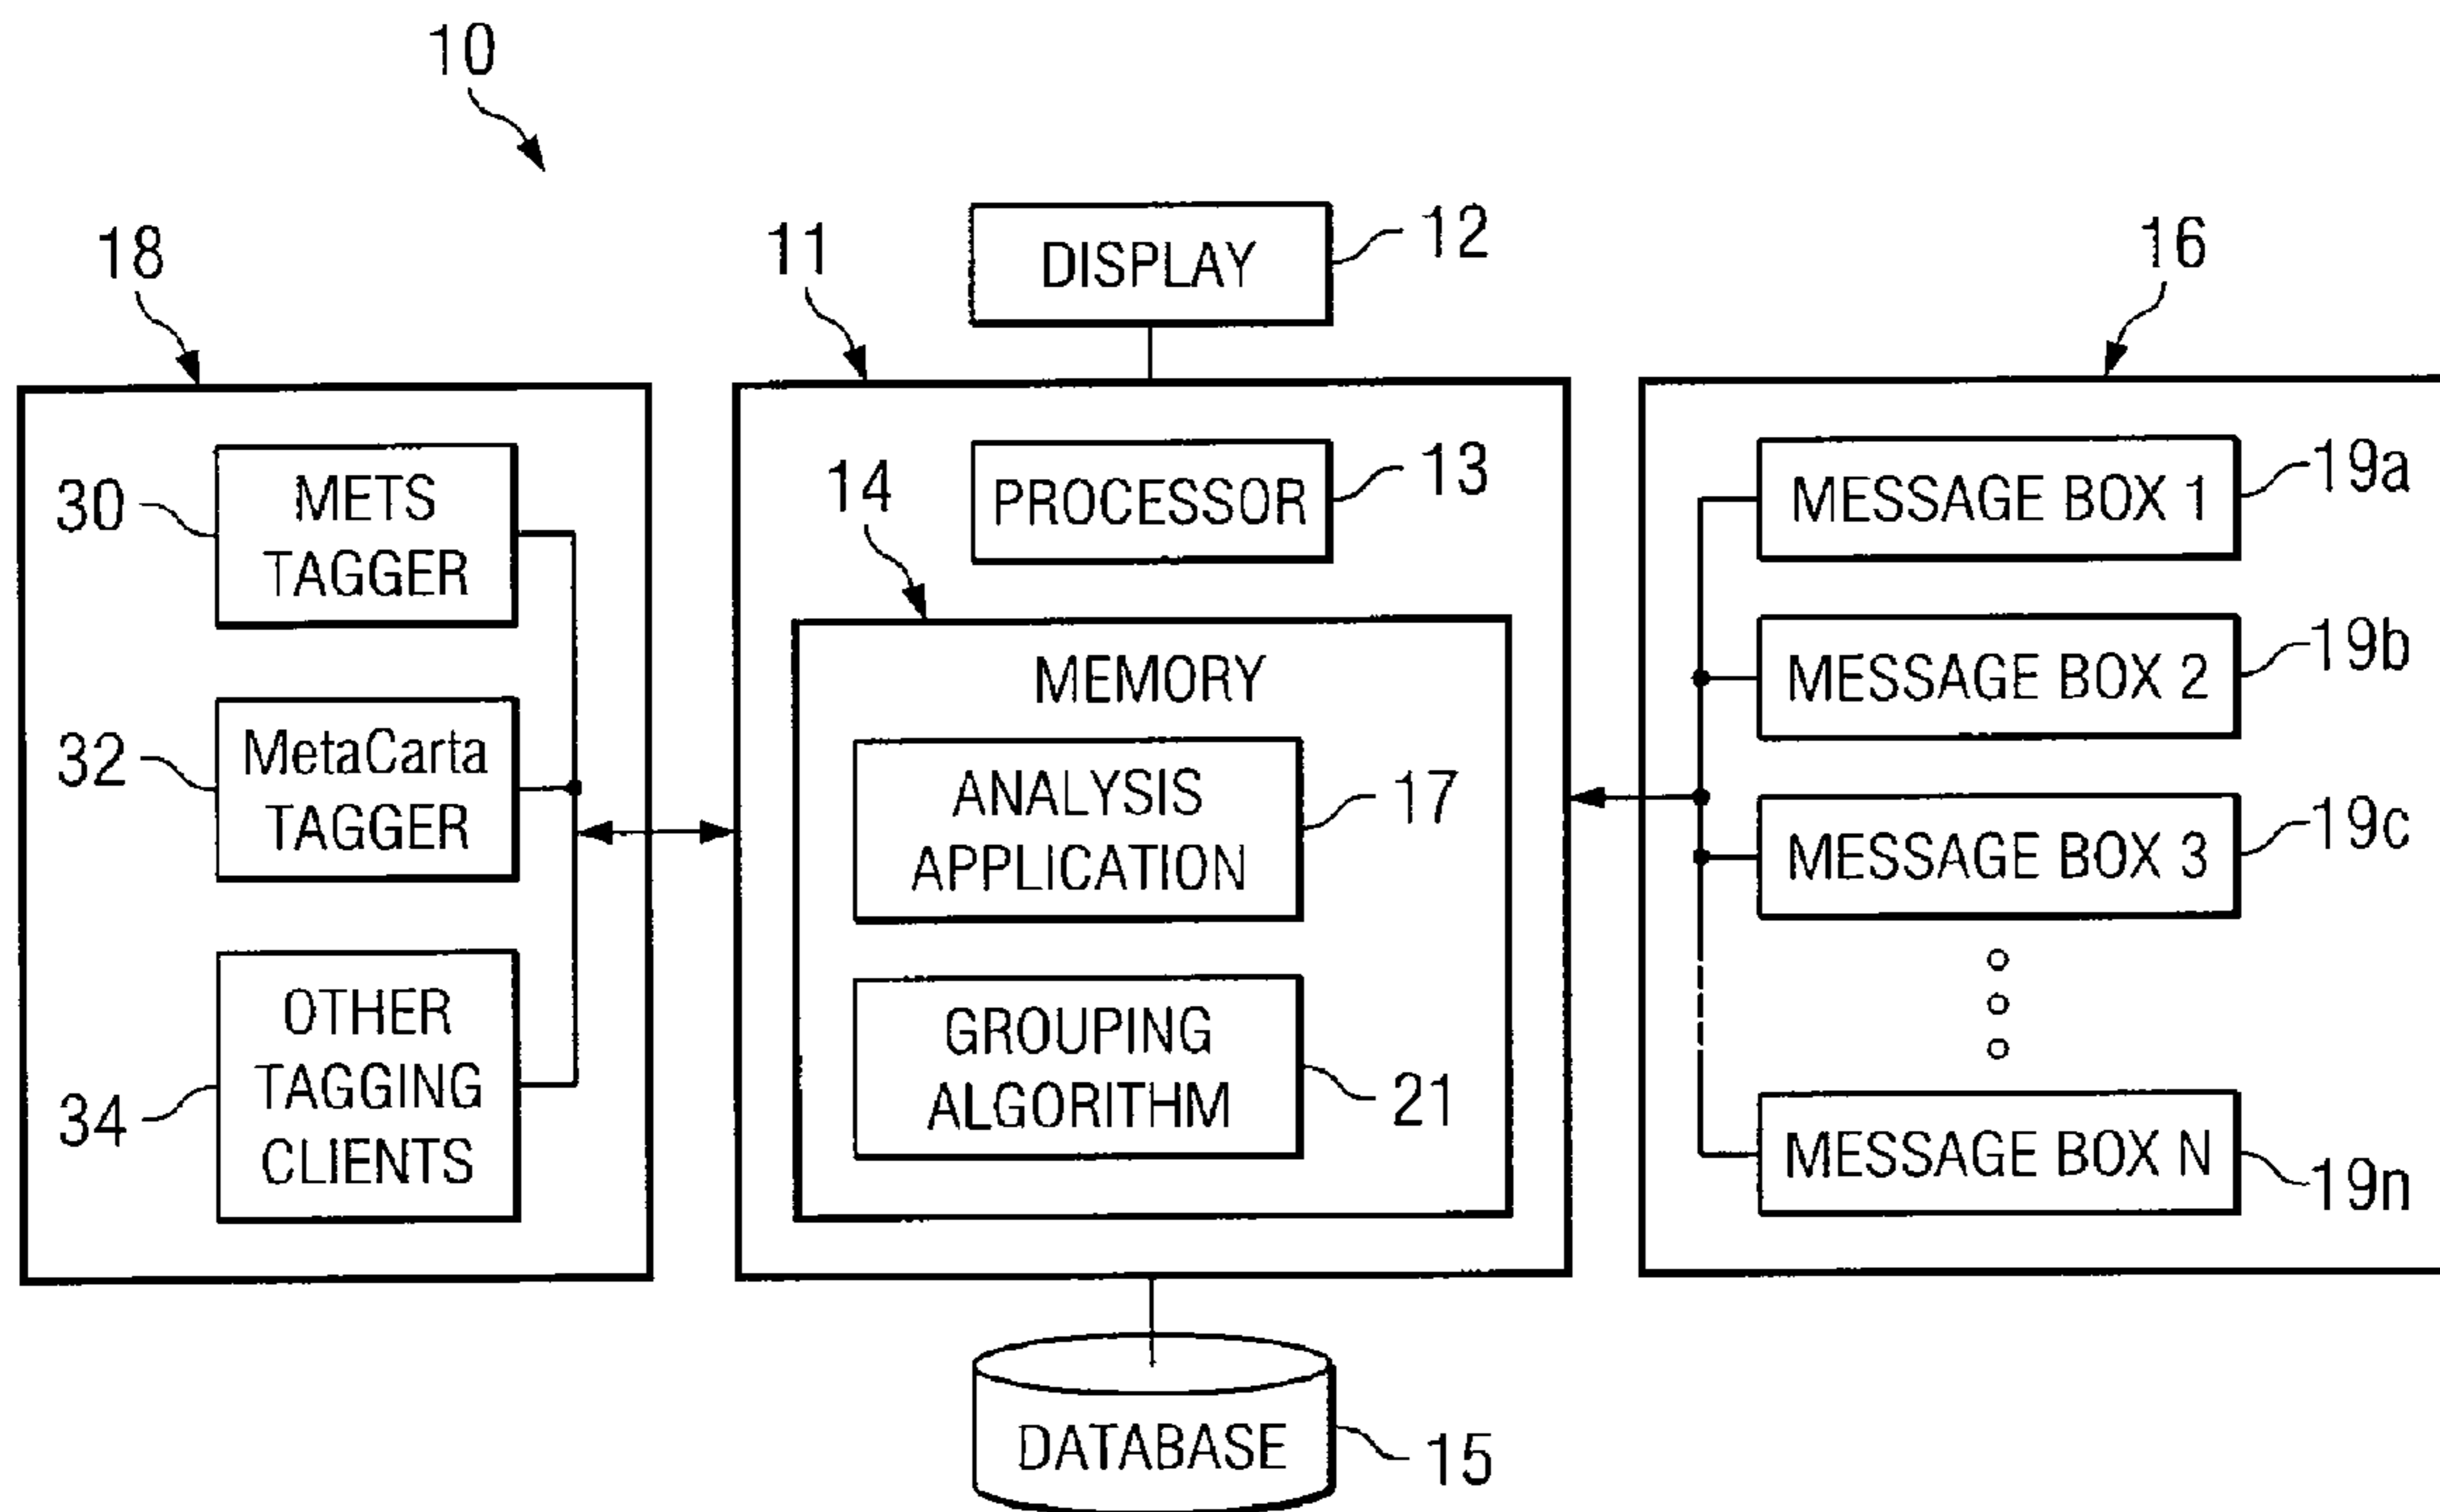 10
18
30
METS
TAGGER
32
MetaCarta
TAGGER
34
OTHER
TAGGING
CLIENTS
11
DISPLAY
12
PROCESSOR
13
14
MEMORY
ANALYSIS
APPLICATION
17
GROUPING
ALGORITHM
21
DATABASE
15
16
MESSAGE BOX 1
19a
MESSAGE BOX 2
19b
MESSAGE BOX 3
19c
MESSAGE BOX N
19n